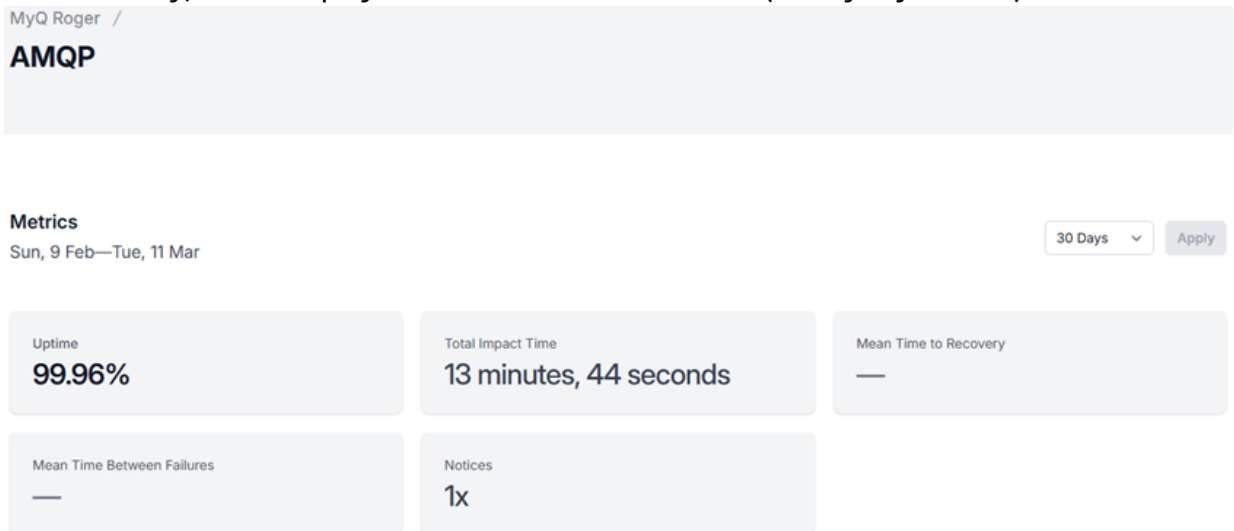 MyQ Roger /
AMQP
Metrics
Sun, 9 Feb—Tue, 11 Mar
30 Days
Apply
Uptime
99.96%
Total Impact Time
13 minutes, 44 seconds
Mean Time to Recovery
—
Mean Time Between Failures
—
Notices
1x